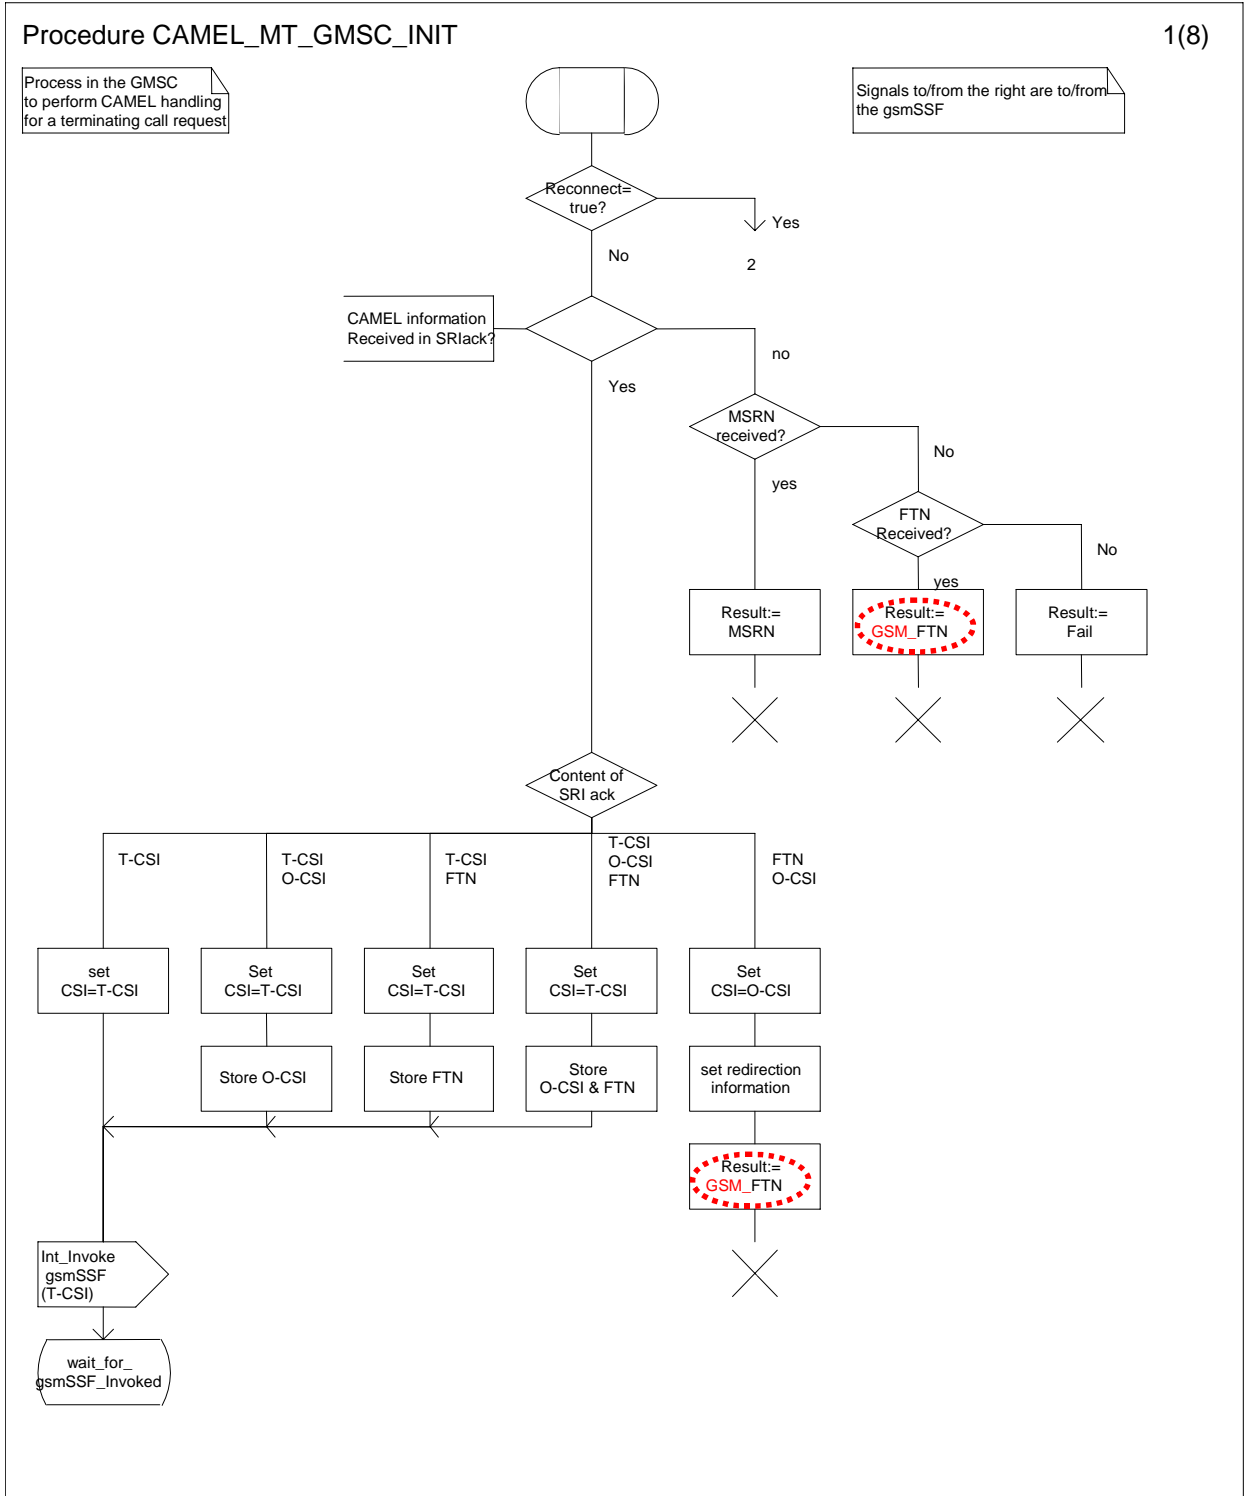 Procedure CAMEL_MT_GMSC_INIT
1(8)
Process in the GMSC
to perform CAMEL handling
for a terminating call request
Signals to/from the right are to/from
the gsmSSF
Reconnect=
true?
Yes
No
2
CAMEL information
Received in SRIack?
no
Yes
MSRN
received?
No
yes
FTN
Received?
No
yes
Result:=
MSRN
Result:=
GSM_FTN
Result:=
Fail
Content of
SRI ack
T-CSI
T-CSI
O-CSI
T-CSI
FTN
T-CSI
O-CSI
FTN
FTN
O-CSI
set
CSI=T-CSI
Set
CSI=T-CSI
Set
CSI=T-CSI
Set
CSI=T-CSI
Set
CSI=O-CSI
Store O-CSI
Store FTN
Store
O-CSI & FTN
set redirection
information
Result:=
GSM_FTN
Int_Invoke
gsmSSF
(T-CSI)
wait_for_
gsmSSF_Invoked